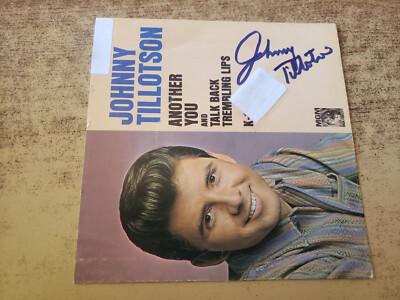 JOHNNY
TILLOTSON
ANOTHER
YOU
AND
TALK BACK
TREMBLING LIPS
K-
MGM
Johnny
Tillotson